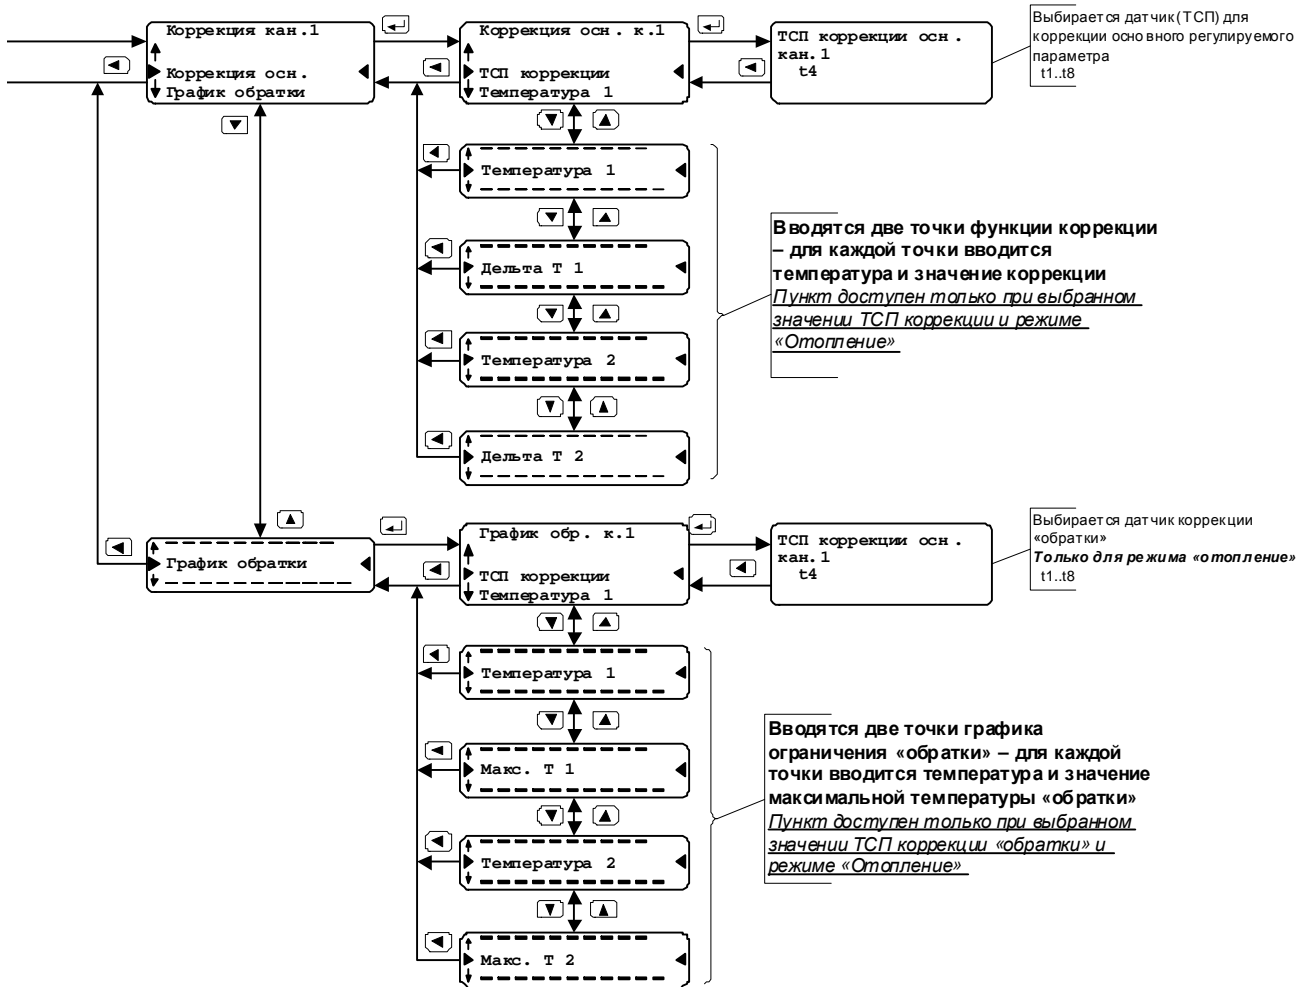 Коррекция кан.1
Коррекция осн.
График обратки
Коррекция осн. к.1
ТСП коррекции
Температура 1
ТСП коррекции осн.
кан.1
t4
Выбирается датчик (ТСП) для
коррекции основного регулируемого
параметра
t1..t8
Температура 1
Дельта Т 1
Температура 2
Дельта Т 2
Вводятся две точки функции коррекции
– для каждой точки вводится
температура и значение коррекции
Пункт доступен только при выбранном
значении ТСП коррекции и режиме
«Отопление»
График обратки
График обр. к.1
ТСП коррекции
Температура 1
ТСП коррекции осн.
кан.1
t4
Выбирается датчик коррекции
«обратки»
Только для режима «отопление»
t1..t8
Температура 1
Макс. Т 1
Температура 2
Макс. Т 2
Вводятся две точки графика
ограничения «обратки» – для каждой
точки вводится температура и значение
максимальной температуры «обратки»
Пункт доступен только при выбранном
значении ТСП коррекции «обратки» и
режиме «Отопление»